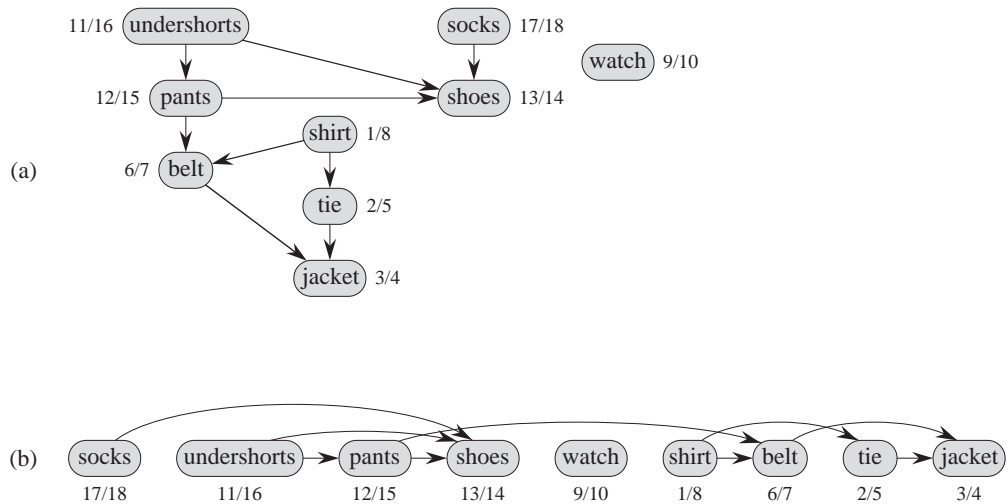 11/16 undershorts socks 17/18
watch 9/10
12/15 pants shoes 13/14
shirt 1/8
(a) 6/7 belt
tie 2/5
jacket 3/4
(b) socks undershorts pants shoes watch shirt belt tie jacket
17/18 11/16 12/15 13/14 9/10 1/8 6/7 2/5 3/4